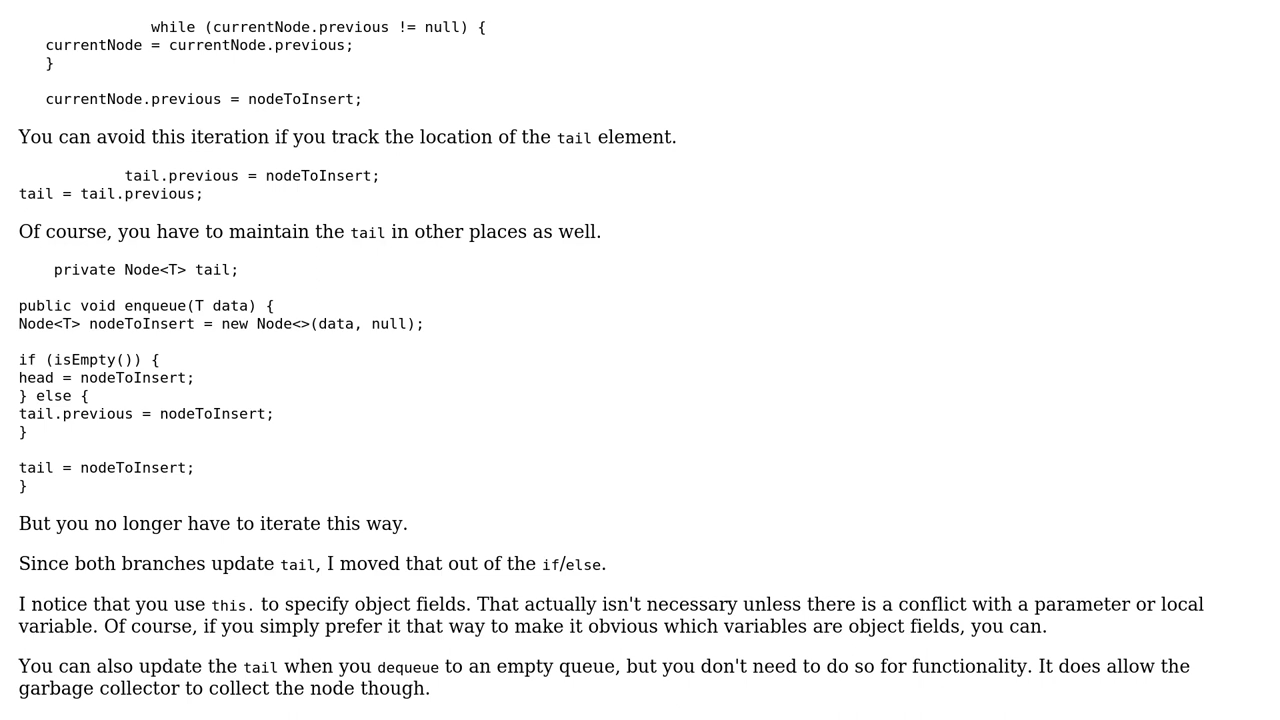 while (currentNode.previous != null) {
currentNode = currentNode.previous;
}
currentNode.previous = nodeToInsert;
You can avoid this iteration if you track the location of the tail element.
tail.previous = nodeToInsert;
tail = tail.previous;
Of course, you have to maintain the tail in other places as well.
private Node<T> tail;
public void enqueue(T data) {
Node<T> nodeToInsert = new Node<>(data, null);
if (isEmpty()) {
head = nodeToInsert;
} else {
tail.previous = nodeToInsert;
}
tail = nodeToInsert;
}
But you no longer have to iterate this way.
Since both branches update tail, I moved that out of the if/else.
I notice that you use this. to specify object fields. That actually isn't necessary unless there is a conflict with a parameter or local
variable. Of course, if you simply prefer it that way to make it obvious which variables are object fields, you can.
You can also update the tail when you dequeue to an empty queue, but you don't need to do so for functionality. It does allow the
garbage collector to collect the node though.